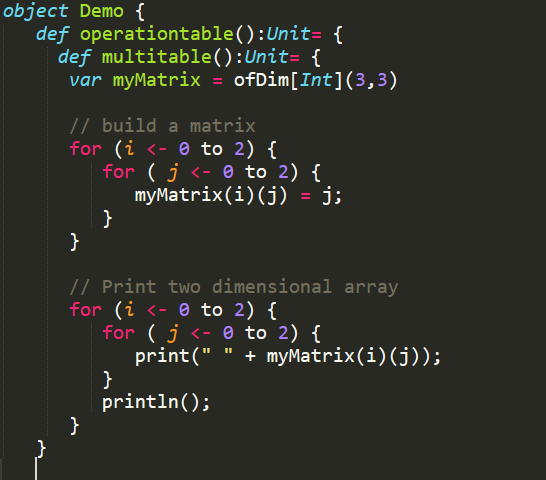 object Demo {
   def operationtable():Unit= {
     def multitable():Unit= {
      var myMatrix = ofDim[Int](3,3)

      // build a matrix
      for (i <- 0 to 2) {
         for ( j <- 0 to 2) {
            myMatrix(i)(j) = j;
         }
      }

      // Print two dimensional array
      for (i <- 0 to 2) {
         for ( j <- 0 to 2) {
            print(" " + myMatrix(i)(j));
         }
         println();
      }
   }